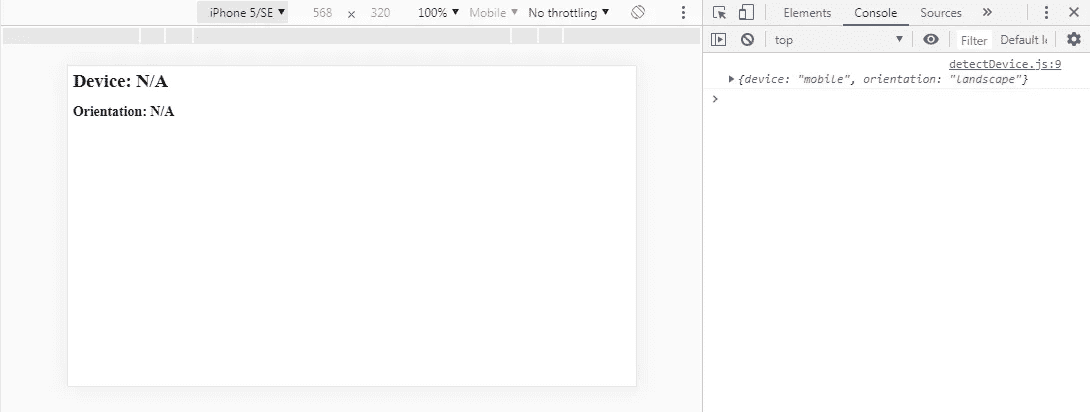 iPhone 5/SE ▼ 568 × 320 100% ▼ Mobile ▼ No throttling ▼
Elements Console Sources »
top ▼ Filter Default l
Device: N/A
Orientation: N/A
detectDevice.js:9
{device: "mobile", orientation: "landscape"}